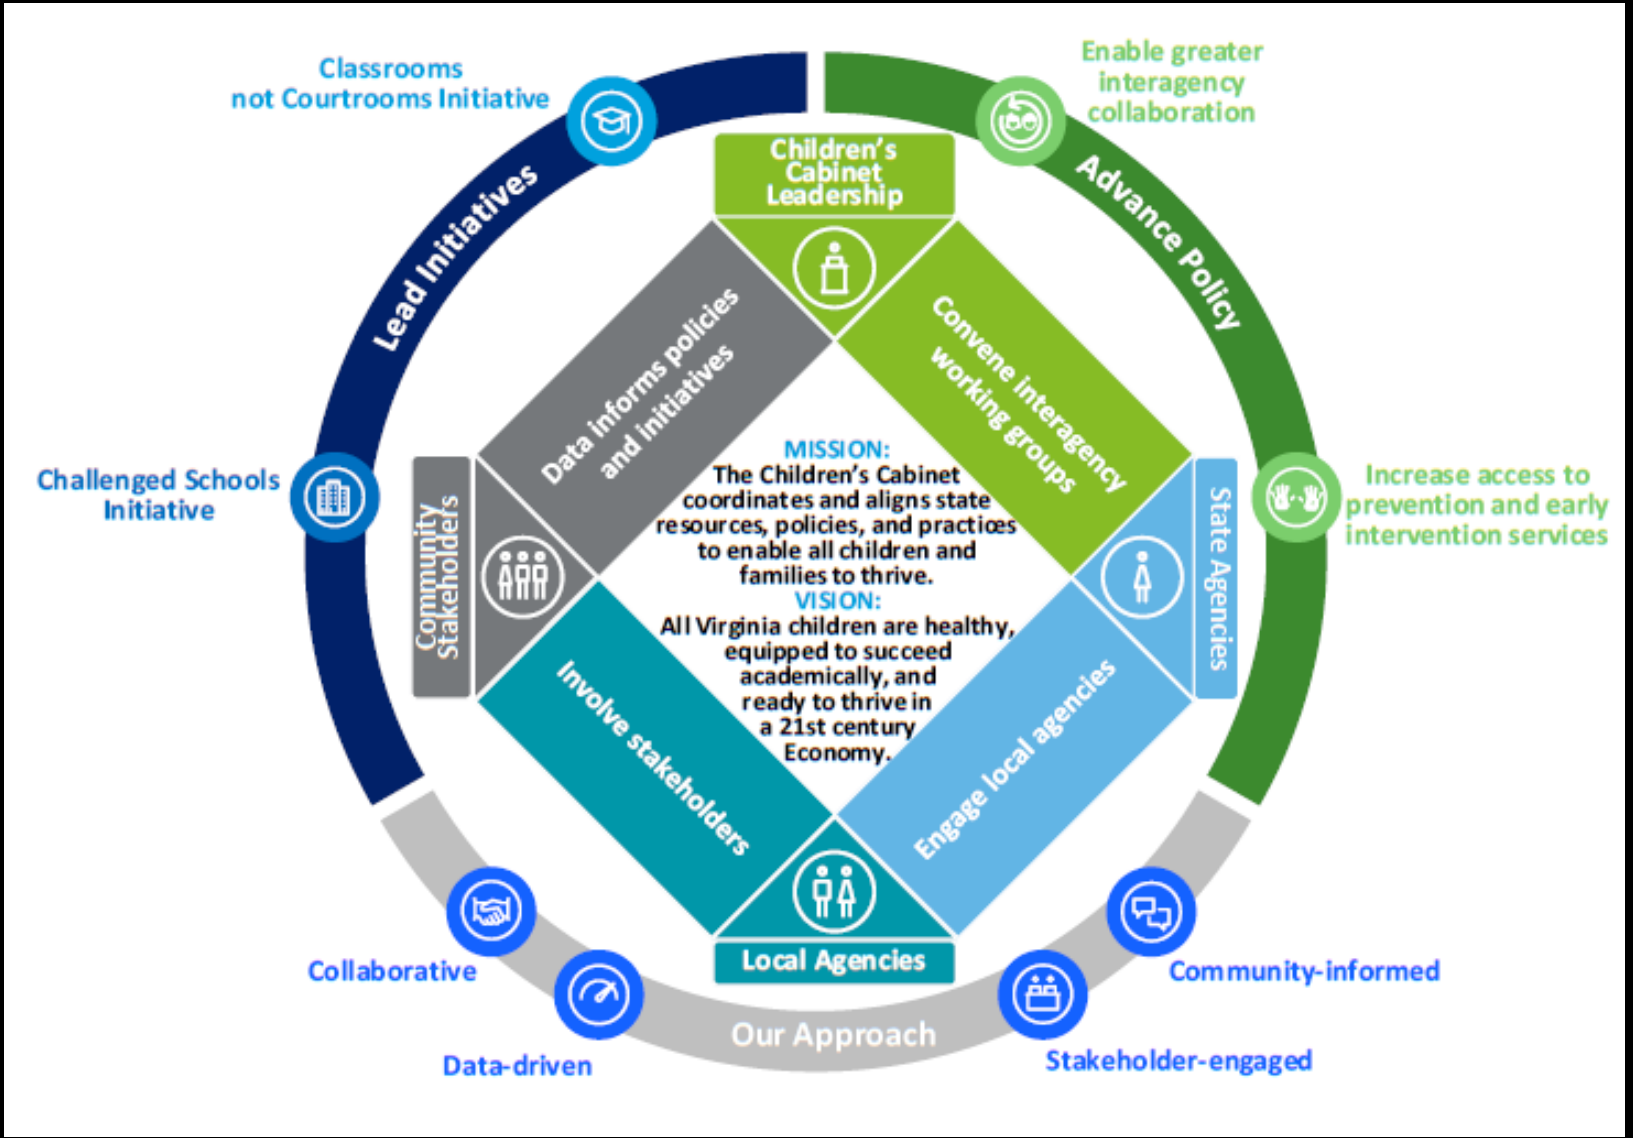 Classrooms
not Courtrooms Initiative
Enable greater
interagency
collaboration
Lead Initiatives
Advance Policy
Children's
Cabinet
Leadership
Data informs policies
and initiatives
Convene interagency
working groups
Challenged Schools
Initiative
Community
Stakeholders
State Agencies
Increase access to
prevention and early
intervention services
MISSION:
The Children's Cabinet
coordinates and aligns state
resources, policies, and practices
to enable all children and
families to thrive.
VISION:
All Virginia children are healthy,
equipped to succeed
academically, and
ready to thrive in
a 21st century
Economy.
Involve stakeholders
Engage local agencies
Local Agencies
Collaborative
Data-driven
Our Approach
Stakeholder-engaged
Community-informed